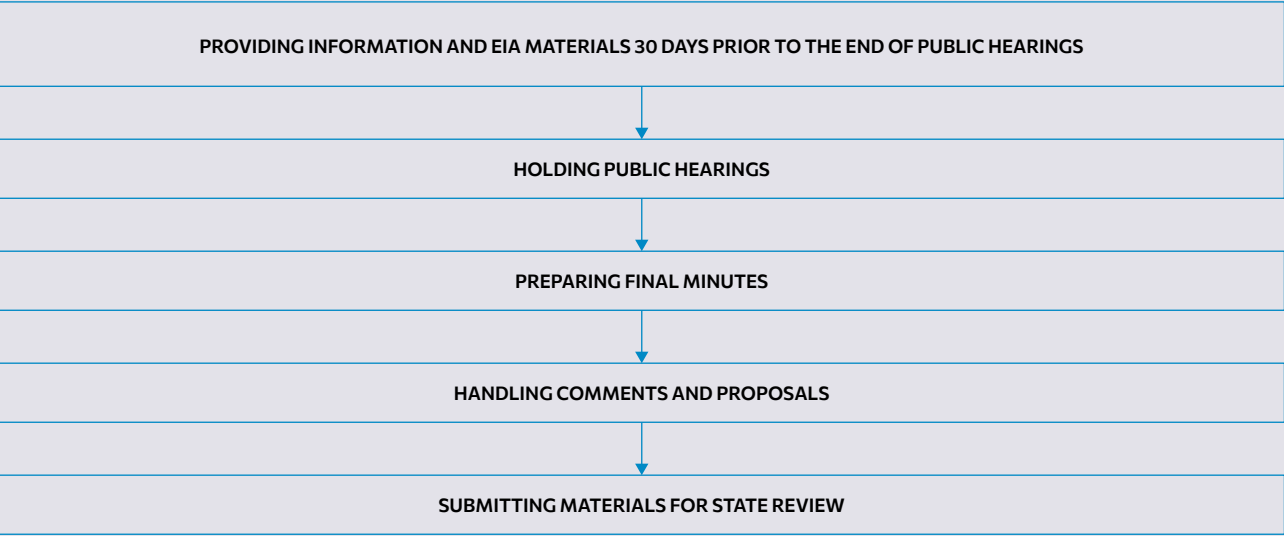 PROVIDING INFORMATION AND EIA MATERIALS 30 DAYS PRIOR TO THE END OF PUBLIC HEARINGS
HOLDING PUBLIC HEARINGS
PREPARING FINAL MINUTES
HANDLING COMMENTS AND PROPOSALS
SUBMITTING MATERIALS FOR STATE REVIEW